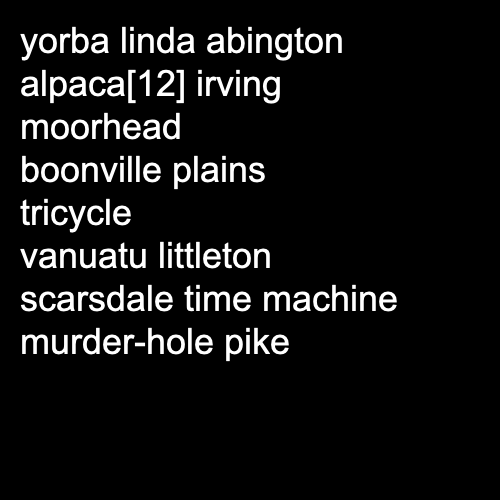 yorba linda abington
alpaca[12] irving
moorhead
boonville plains
tricycle
vanuatu littleton
scarsdale time machine
murder-hole pike